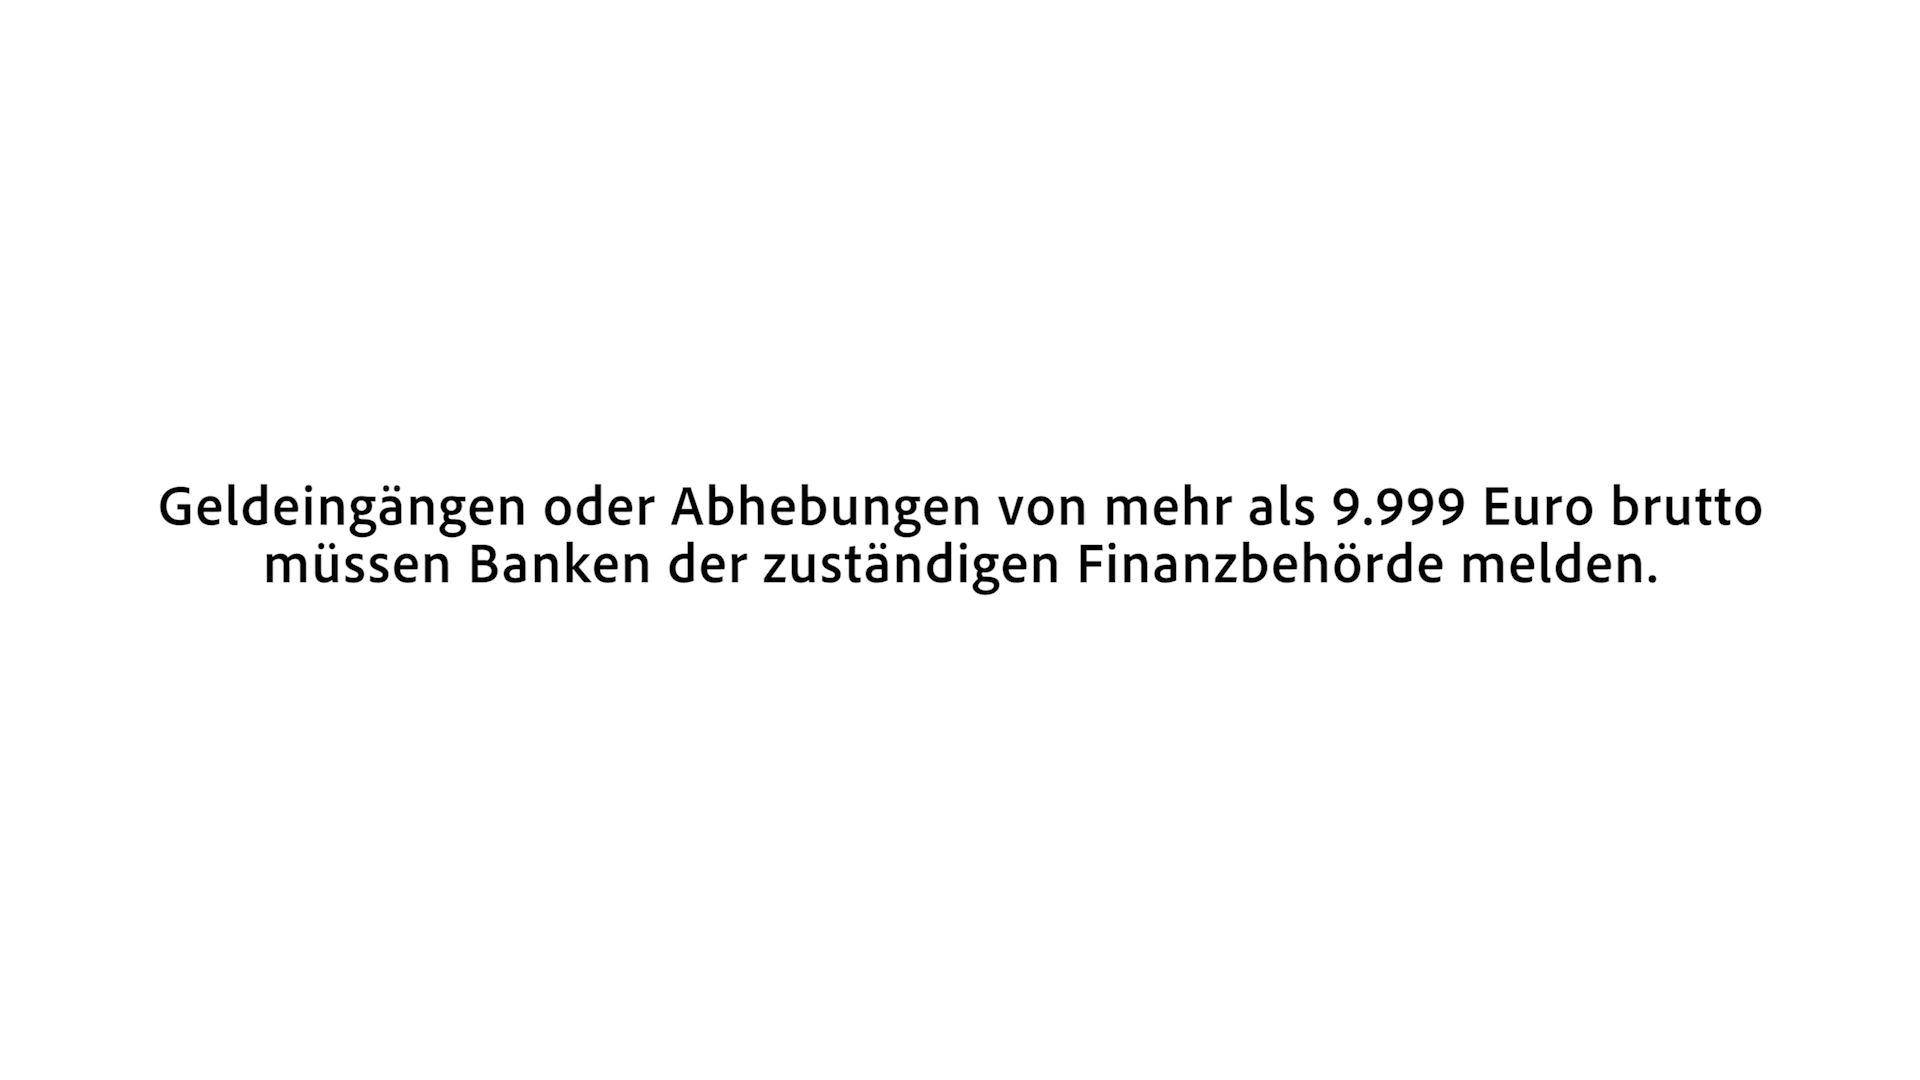 Geldeingängen oder Abhebungen von mehr als 9.999 Euro brutto
müssen Banken der zuständigen Finanzbehörde melden.